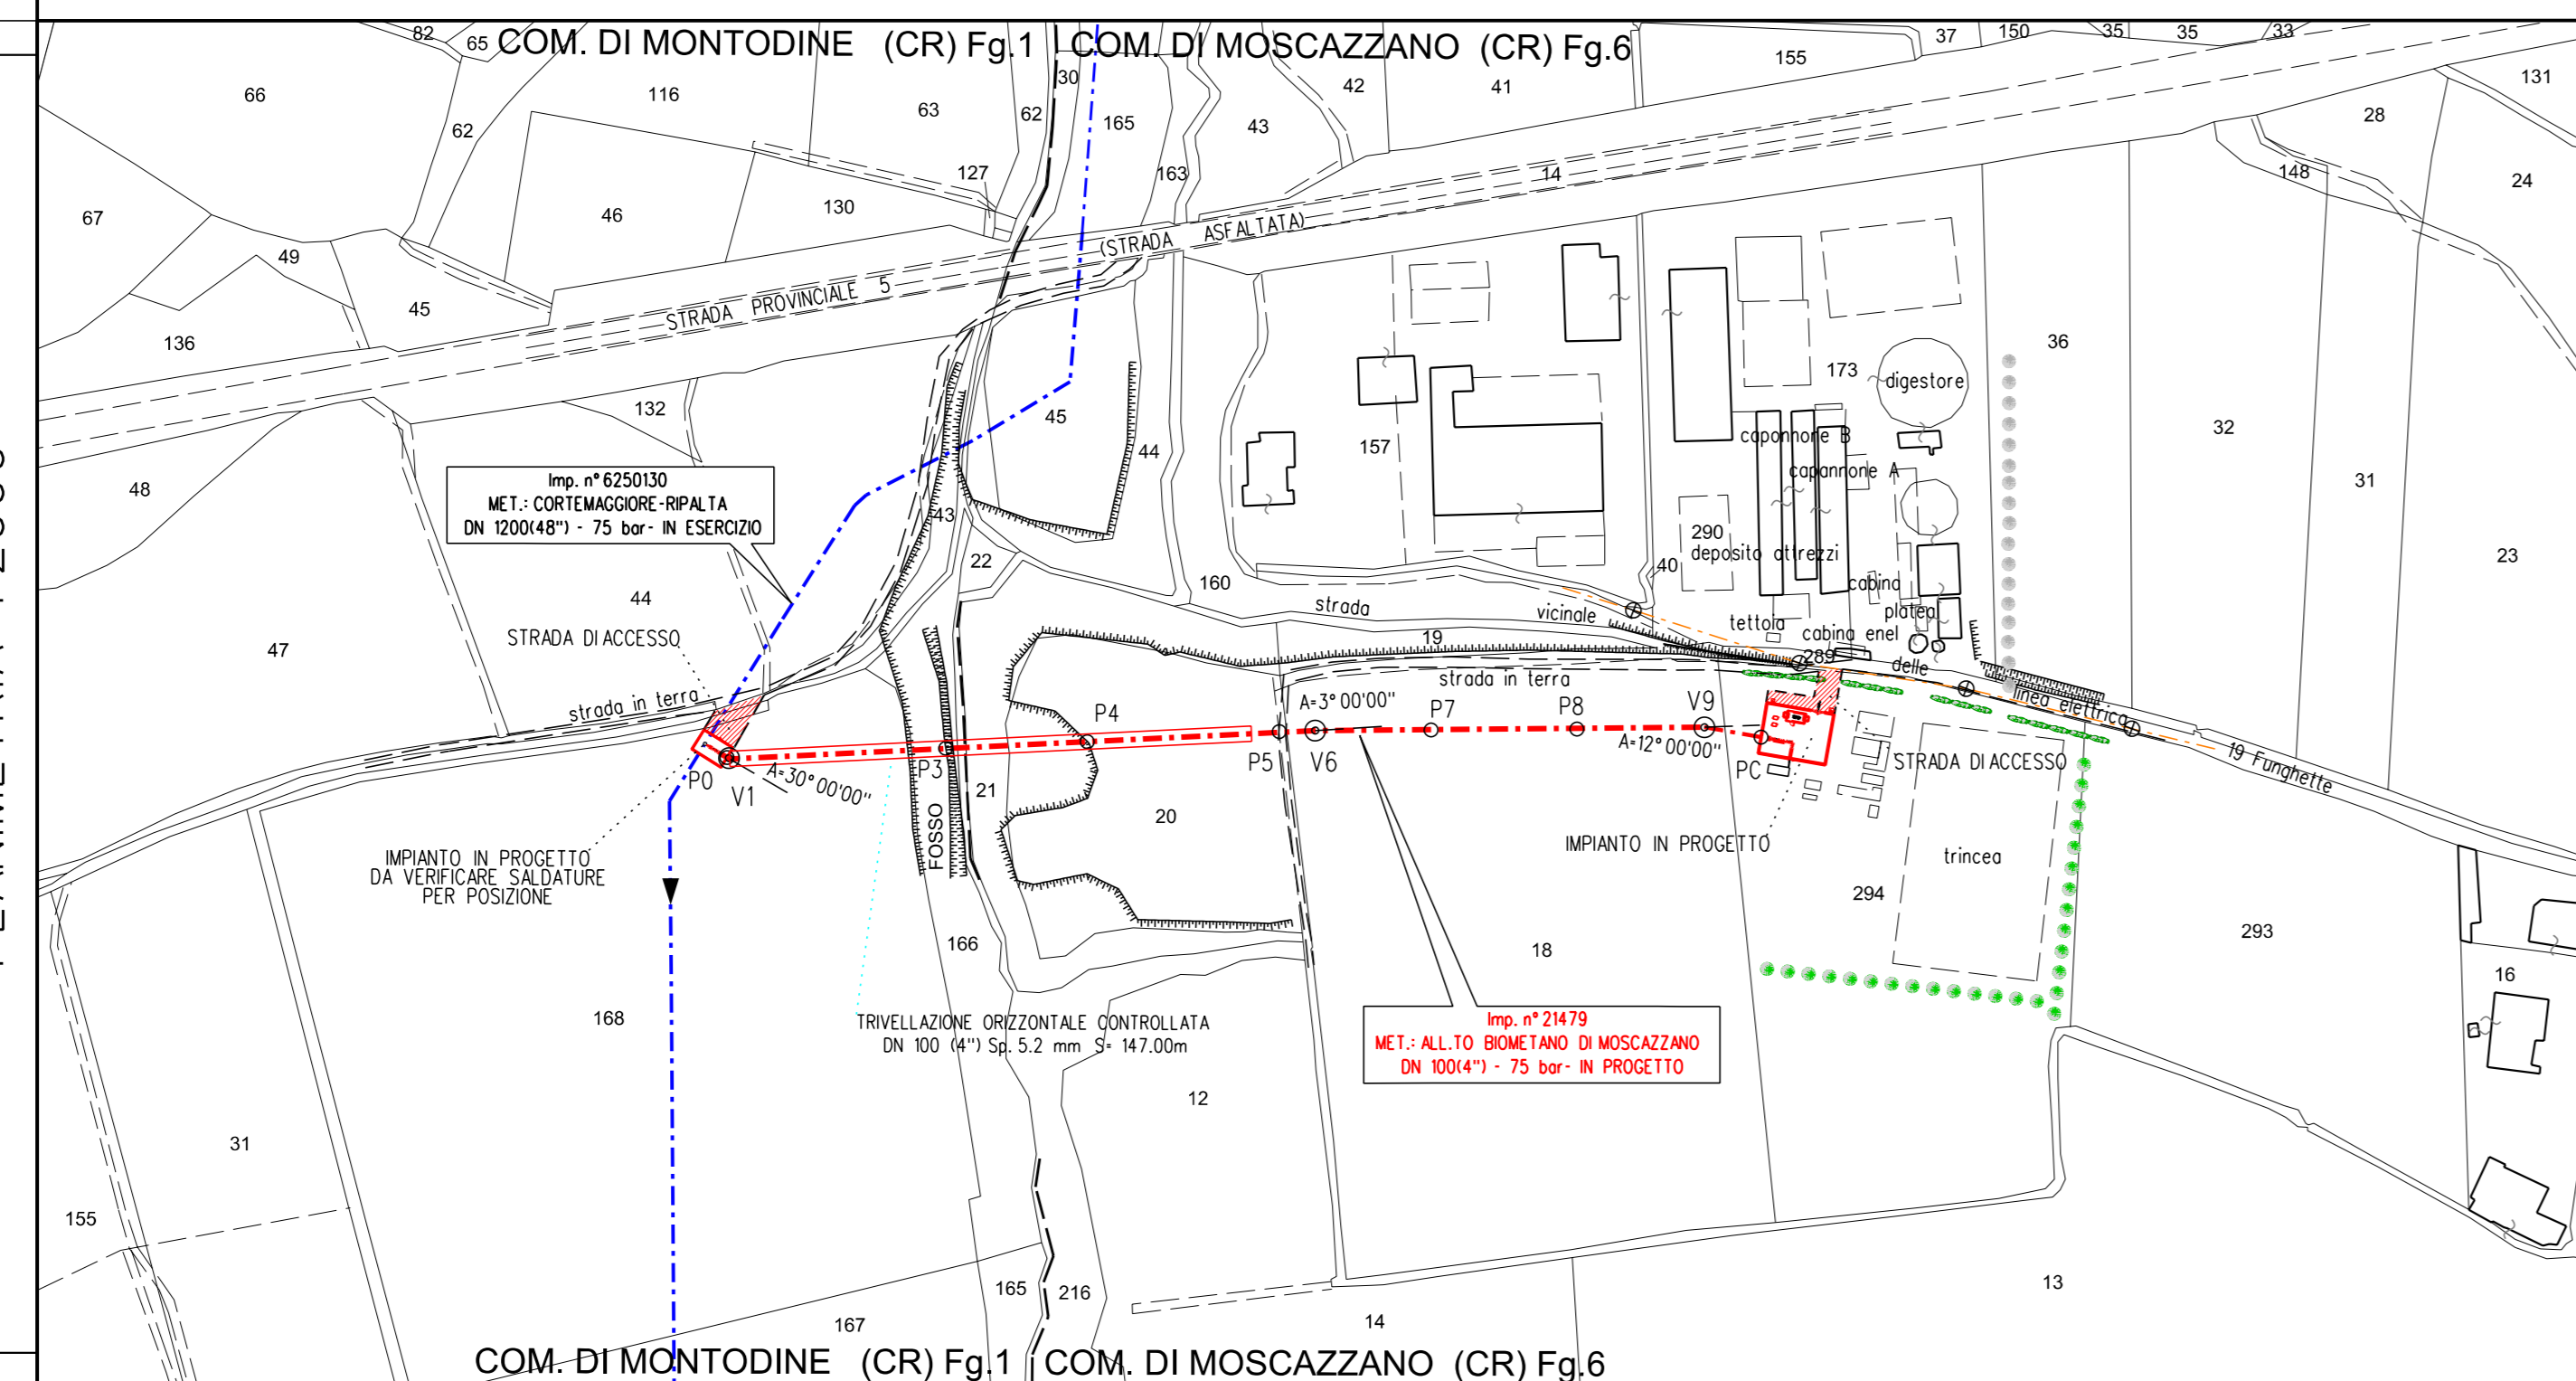 COM. DI MONTODINE (CR) Fg.1
COM. DI MOSCAZZANO (CR) Fg.6
82
65
66
62
116
63
62
30
165
163
43
42
41
155
37
150
35
35
33
131
28
24
148
14
127
130
46
67
49
45
136
STRADA PROVINCIALE 5
(STRADA ASFALTATA)
132
48
47
44
45
44
43
22
160
157
173
digestore
capannone B
capannone A
290
deposito attrezzi
40
cabina
platea
tettoia
cabina enel
289
36
32
31
23
Imp. n° 6250130
MET.: CORTEMAGGIORE-RIPALTA
DN 1200(48") - 75 bar- IN ESERCIZIO
STRADA DI ACCESSO
strada in terra
strada
vicinale
delle
19 Funghette
linea elettrica
19
strada in terra
P0
V1
A=30°00'00"
P3
P4
P5
V6
A=3°00'00"
P7
P8
V9
A=12°00'00"
PC
STRADA DI ACCESSO
IMPIANTO IN PROGETTO
IMPIANTO IN PROGETTO
DA VERIFICARE SALDATURE
PER POSIZIONE
FOSSO
21
20
166
168
18
294
trincea
293
16
TRIVELLAZIONE ORIZZONTALE CONTROLLATA
DN 100 (4") Sp. 5.2 mm S= 147.00m
Imp. n° 21479
MET.: ALL.TO BIOMETANO DI MOSCAZZANO
DN 100(4") - 75 bar- IN PROGETTO
12
31
155
165
216
167
14
13
COM. DI MONTODINE (CR) Fg.1
COM. DI MOSCAZZANO (CR) Fg.6